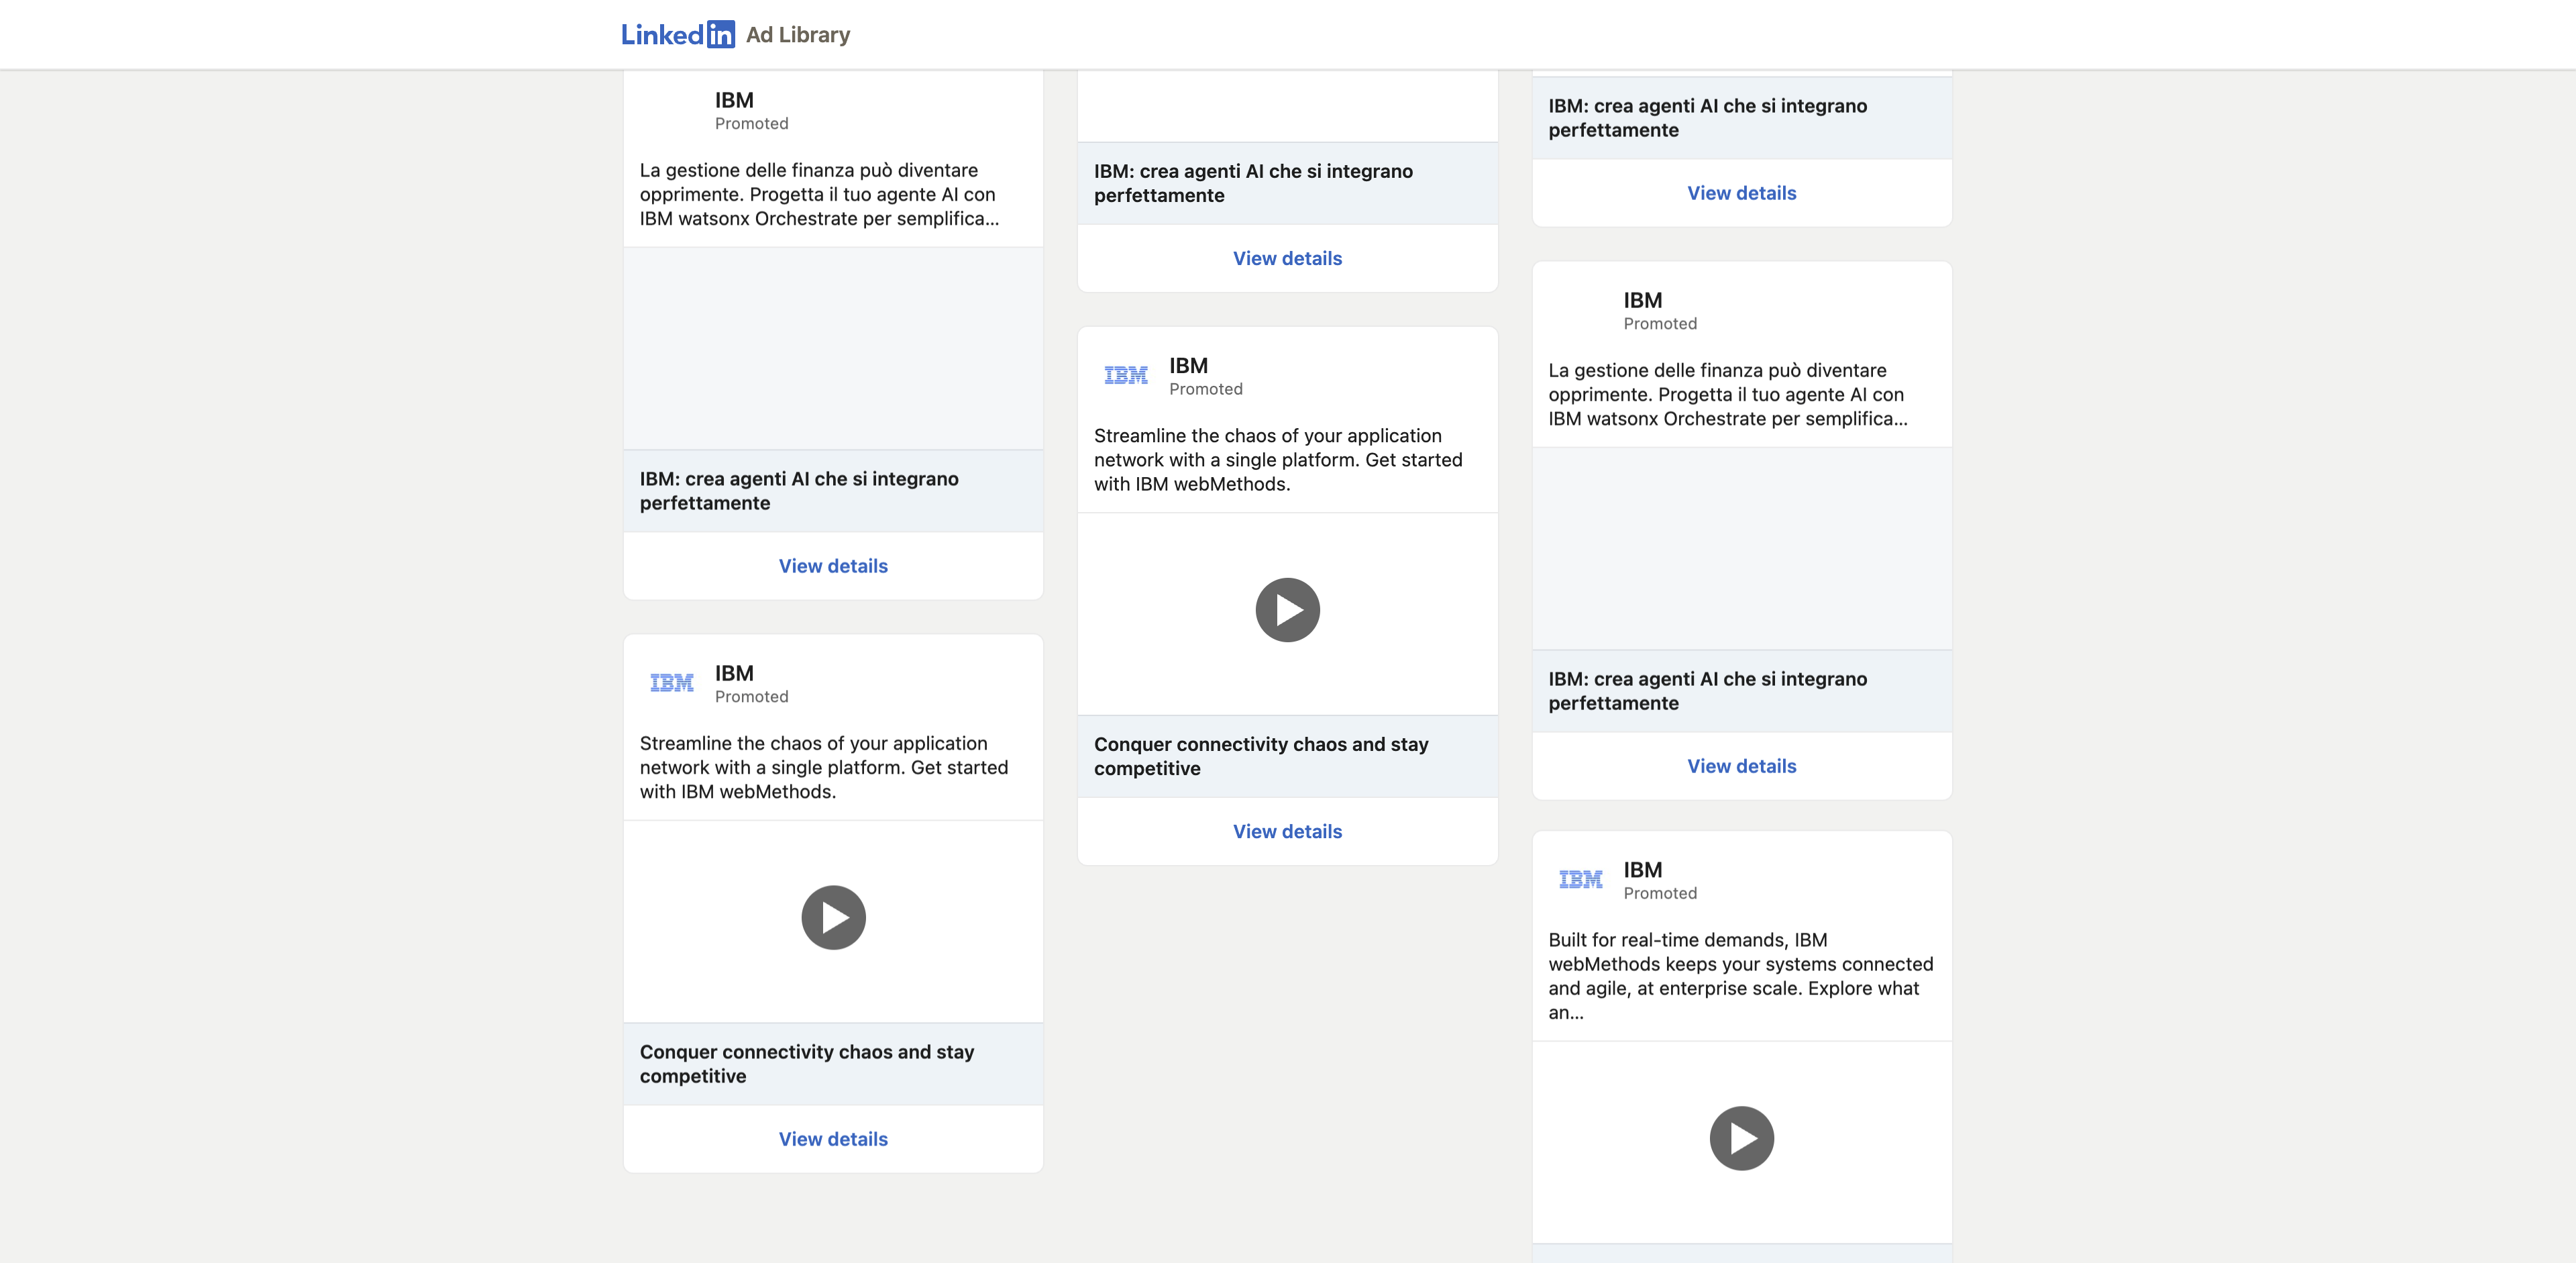 LinkedIn Ad Library
IBM
Promoted
La gestione delle finanza può diventare
opprimente. Progetta il tuo agente AI con
IBM watsonx Orchestrate per semplifica...
IBM: crea agenti AI che si integrano
perfettamente
View details
IBM
IBM
Promoted
Streamline the chaos of your application
network with a single platform. Get started
with IBM webMethods.
Conquer connectivity chaos and stay
competitive
View details
IBM: crea agenti AI che si integrano
perfettamente
View details
IBM
IBM
Promoted
Streamline the chaos of your application
network with a single platform. Get started
with IBM webMethods.
Conquer connectivity chaos and stay
competitive
View details
IBM: crea agenti AI che si integrano
perfettamente
View details
IBM
Promoted
La gestione delle finanza può diventare
opprimente. Progetta il tuo agente AI con
IBM watsonx Orchestrate per semplifica...
IBM: crea agenti AI che si integrano
perfettamente
View details
IBM
IBM
Promoted
Built for real-time demands, IBM
webMethods keeps your systems connected
and agile, at enterprise scale. Explore what
an...